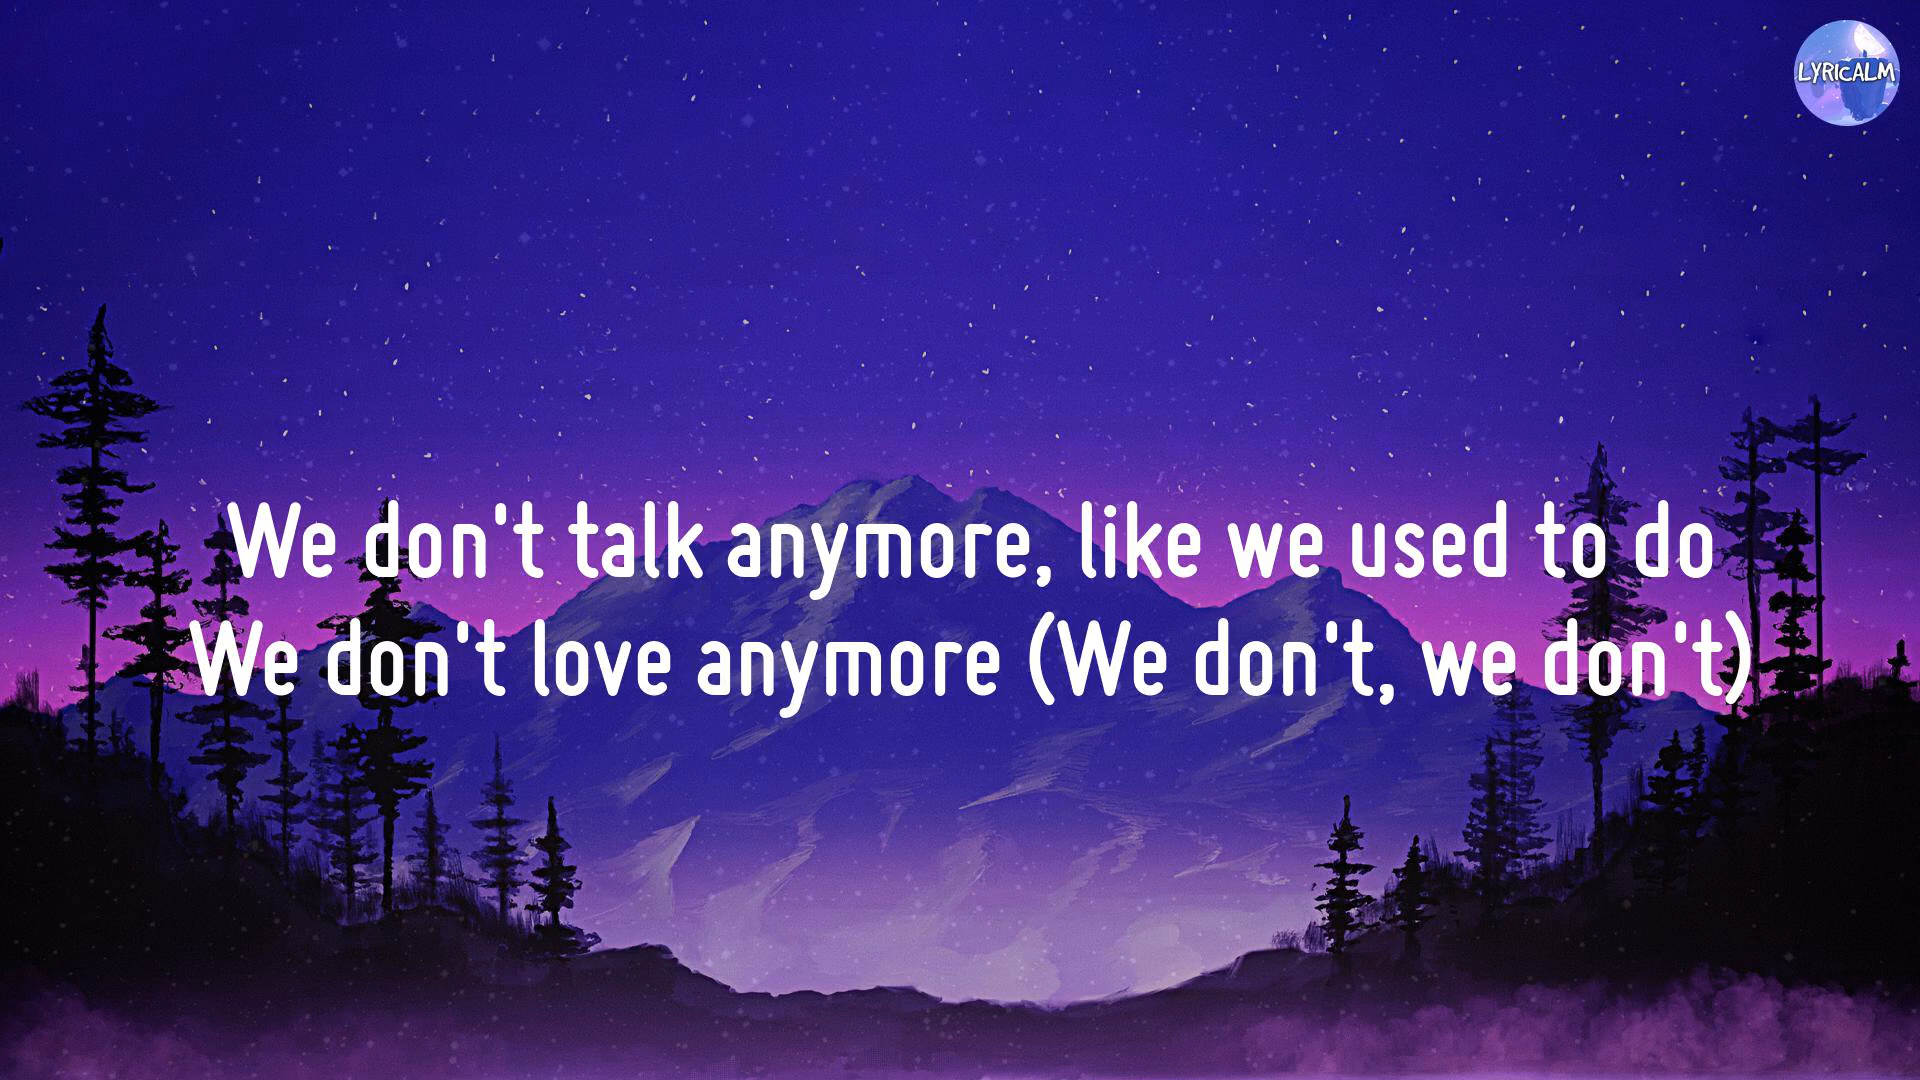 LYRICALM
We don't talk anymore, like we used to do
We don't love anymore (We don't, we don't)